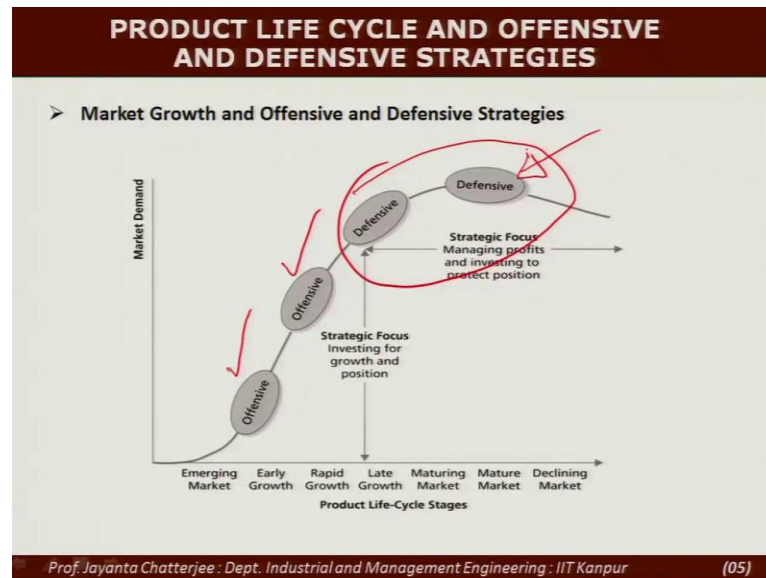 PRODUCT LIFE CYCLE AND OFFENSIVE
AND DEFENSIVE STRATEGIES
Market Growth and Offensive and Defensive Strategies
Market Demand
Defensive
Defensive
Strategic Focus
Managing profits
and investing to
protect position
Offensive
Strategic Focus
Investing for
growth and
position
Offensive
Emerging Early Rapid Late Maturing Mature Declining
Market Growth Growth Growth Market Market Market
Product Life-Cycle Stages
Prof. Jayanta Chatterjee : Dept. Industrial and Management Engineering : IIT Kanpur (05)